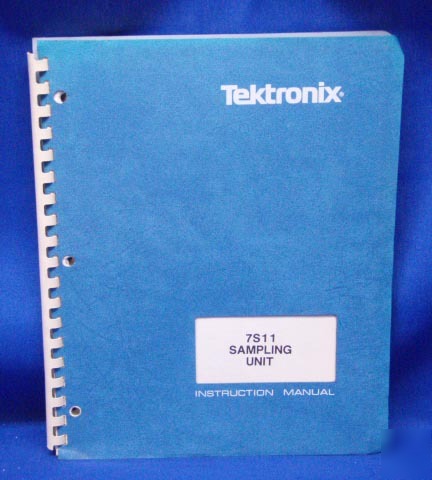 Tektronix®
7S11
SAMPLING
UNIT
INSTRUCTION MANUAL